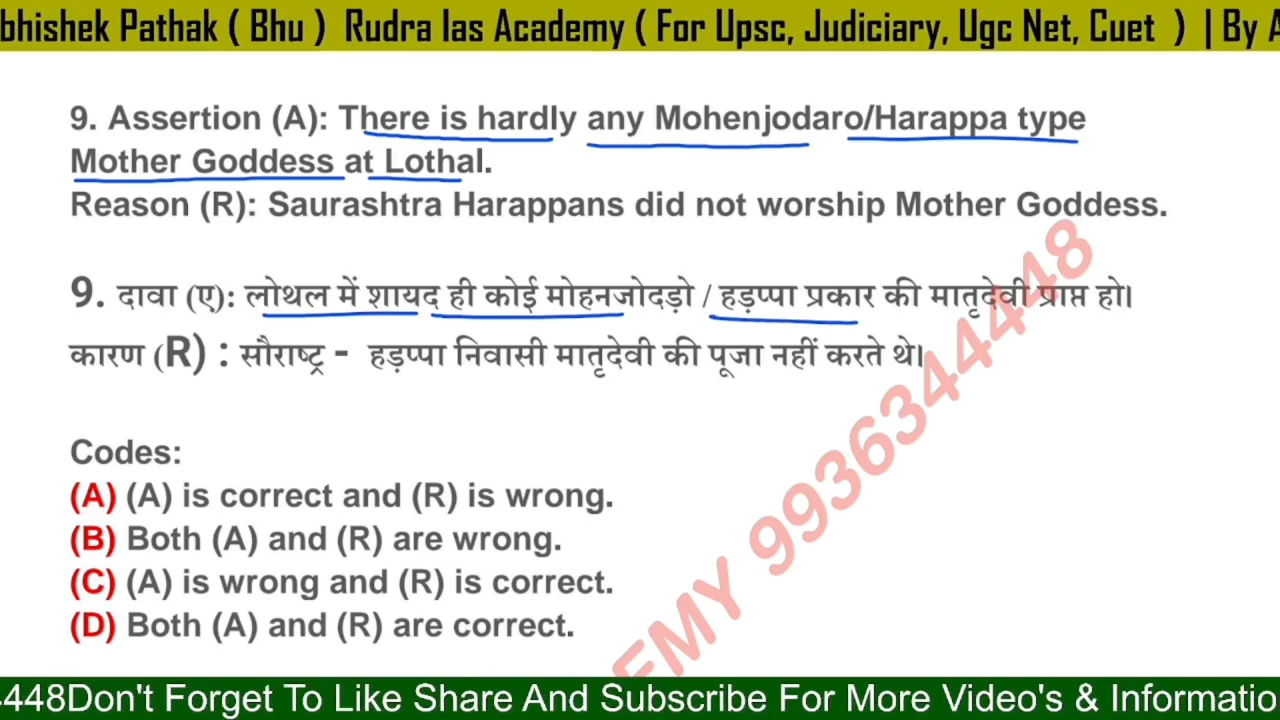 bhishek Pathak ( Bhu ) Rudra Ias Academy ( For Upsc, Judiciary, Ugc Net, Cuet ) | By A
9. Assertion (A): There is hardly any Mohenjodaro/Harappa type
Mother Goddess at Lothal.
Reason (R): Saurashtra Harappans did not worship Mother Goddess.
9. दावा (ए): लोथल में शायद ही कोई मोहनजोदड़ो / हड़प्पा प्रकार की मातृदेवी प्राप्त हो।
कारण (R) : सौराष्ट्र - हड़प्पा निवासी मातृदेवी की पूजा नहीं करते थे।
Codes:
(A) (A) is correct and (R) is wrong.
(B) Both (A) and (R) are wrong.
(C) (A) is wrong and (R) is correct.
(D) Both (A) and (R) are correct.
EMY 9936344448
-448Don't Forget To Like Share And Subscribe For More Video's & Informatio